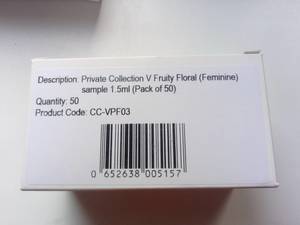 Description: Private Collection V Fruity Floral (Feminine)
sample 1.5ml (Pack of 50)
Quantity: 50
Product Code: CC-VPF03
0 652638 005157